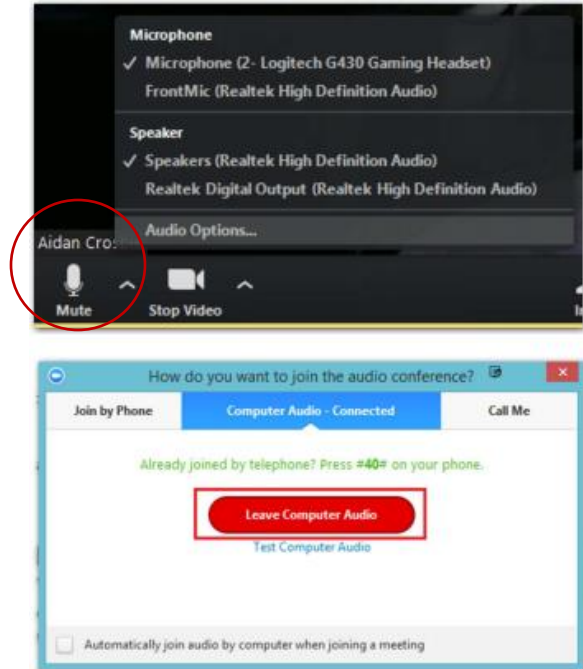 Microphone
✓ Microphone (2- Logitech G430 Gaming Headset)
FrontMic (Realtek High Definition Audio)
Speaker
✓ Speakers (Realtek High Definition Audio)
Realtek Digital Output (Realtek High Definition Audio)
Audio Options...
Aidan
Mute
Stop Video
How do you want to join the audio conference?
Join by Phone
Computer Audio - Connected
Call Me
Already joined by telephone? Press #40# on your phone.
Leave Computer Audio
Test Computer Audio
Automatically join audio by computer when joining a meeting